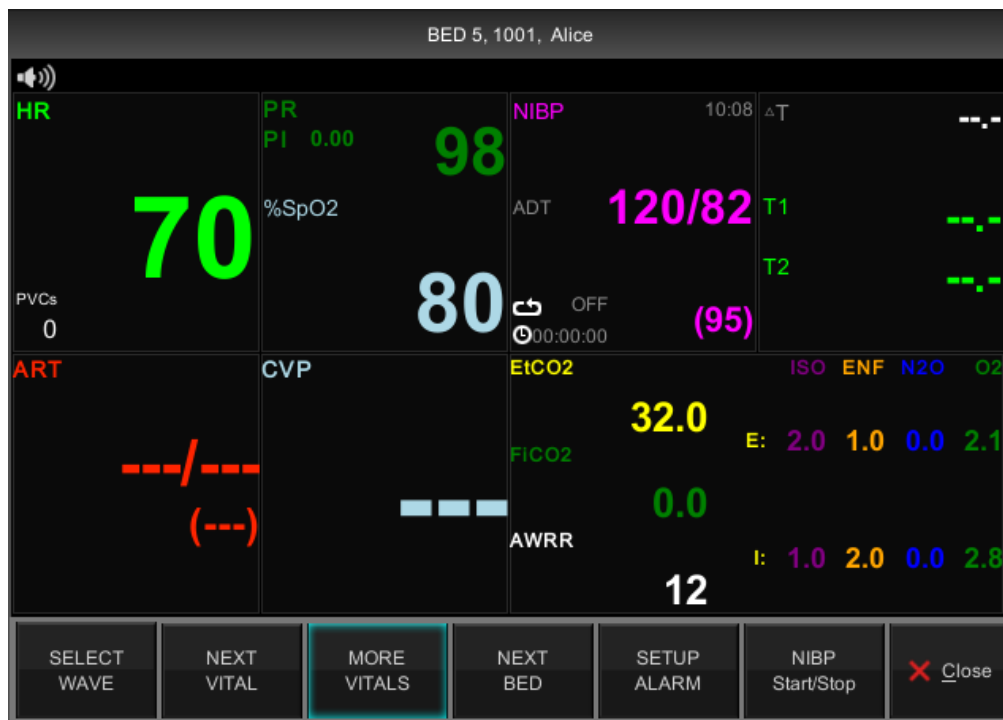 BED 5, 1001, Alice
HR
70
PVCs
0
PR
PI 0.00
98
%SpO2
80
NIBP 10:08
ADT 120/82
OFF
00:00:00
(95)
△T --.-
T1 --.-
T2 --.-
ART
---/---
(---)
CVP
---
EtCO2
32.0
FiCO2
0.0
AWRR
12
ISO ENF N2O O2
E: 2.0 1.0 0.0 2.1
I: 1.0 2.0 0.0 2.8
SELECT
WAVE
NEXT
VITAL
MORE
VITALS
NEXT
BED
SETUP
ALARM
NIBP
Start/Stop
Close